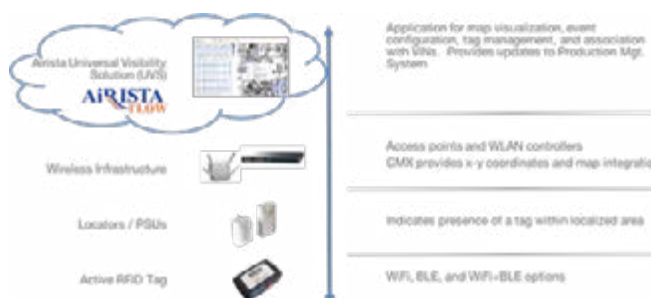 Airista Universal Visibility
Solution (UVS)
AiRISTA
FLOW
Wireless Infrastructure
Locators / PSUs
Active RFID Tag
Application for map visualization, event
configuration, tag management, and association
with VINs. Provides updates to Production Mgt.
System
Access points and WLAN controllers
CMX provides x-y coordinates and map integratio
Indicates presence of a tag within localized area
WiFi, BLE, and WiFi+BLE options